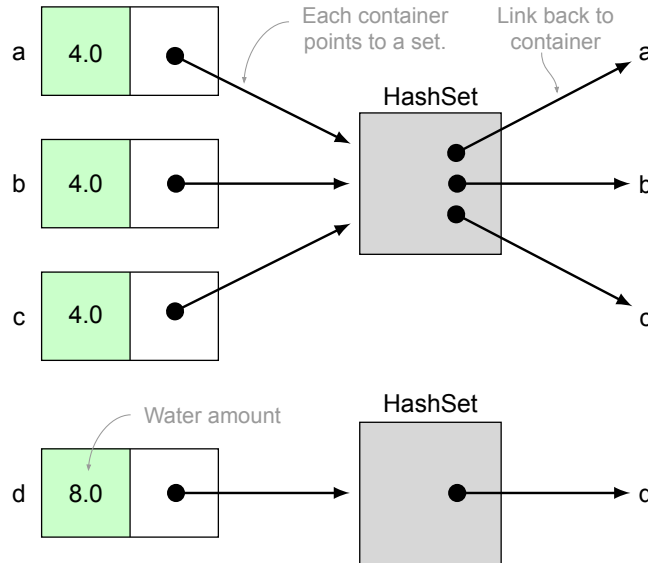 a
4.0
Each container
points to a set.
Link back to
container
a
HashSet
b
4.0
b
c
4.0
c
HashSet
Water amount
d
8.0
d